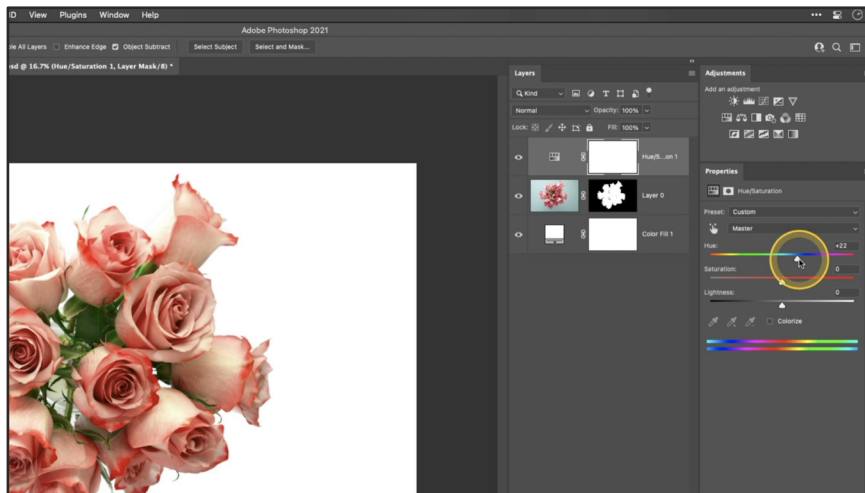 View Plugins Window Help
Adobe Photoshop 2021
All Layers Enhance Edge Object Subtract Select Subject Select and Mask...
@ 16.7% (Hue/Saturation 1, Layer Mask/8) *
Layers
Kind
Normal Opacity: 100%
Lock: Fill: 100%
Hue/S...on 1
Layer 0
Color Fill 1
Adjustments
Add an adjustment
Properties
Hue/Saturation
Preset: Custom
Master
Hue: +22
Saturation: 0
Lightness: 0
Colorize